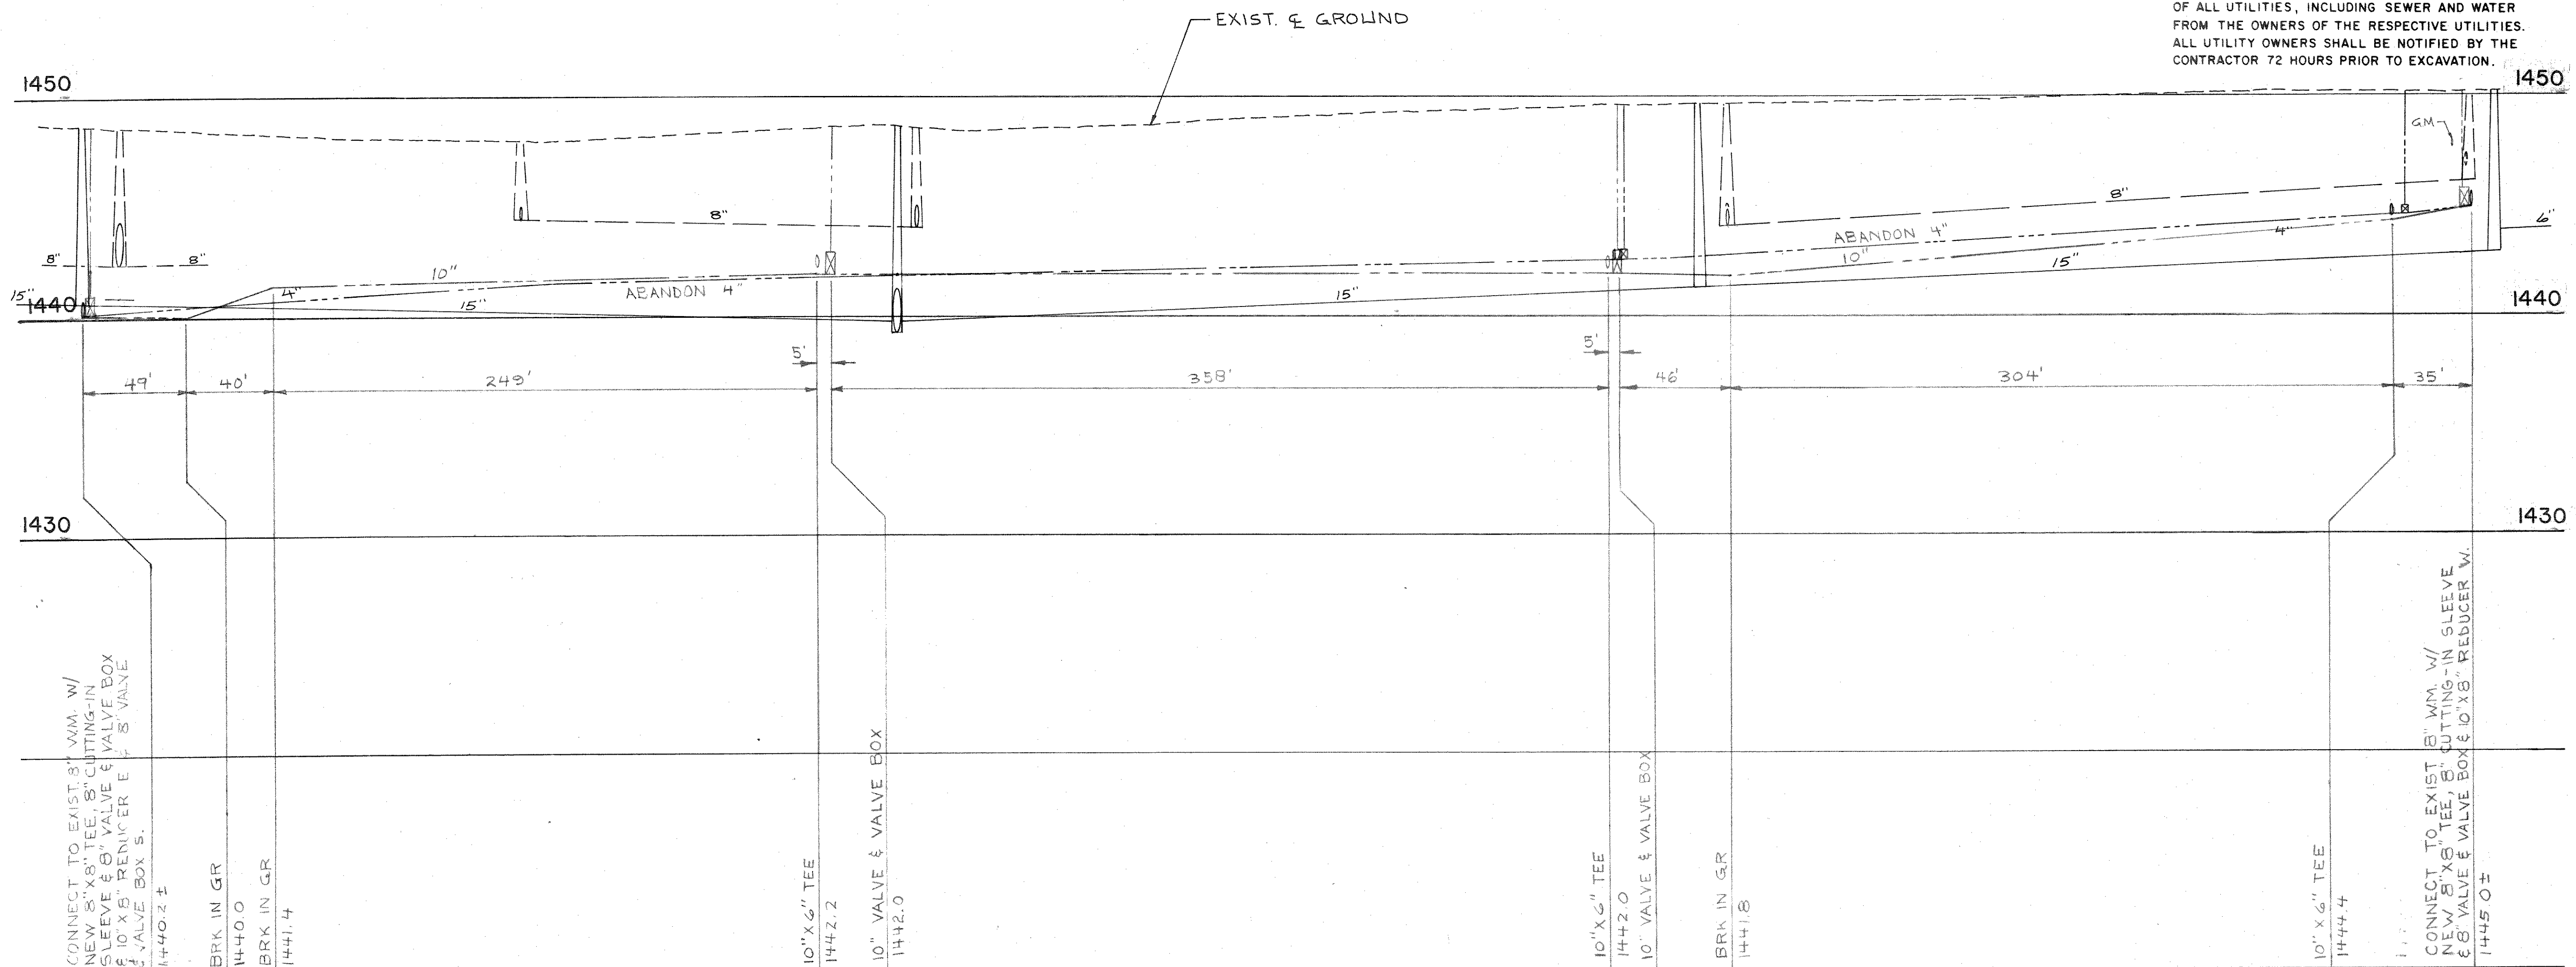 OF ALL UTILITIES, INCLUDING SEWER AND WATER
FROM THE OWNERS OF THE RESPECTIVE UTILITIES.
ALL UTILITY OWNERS SHALL BE NOTIFIED BY THE
CONTRACTOR 72 HOURS PRIOR TO EXCAVATION.
EXIST. ℄ GROUND
1450
1450
GM
8"
8"
6"
ABANDON 4"
4"
10"
15"
8"
8"
10"
4"
ABANDON 4"
15"
15"
15"
1440
1440
5'
5'
49'
40'
249'
358'
46'
304'
35'
1430
1430
CONNECT TO EXIST. 8" W.M. W/
NEW 8"X8" TEE, 8" CUTTING-IN
SLEEVE & 8" VALVE & VALVE BOX
& 10"X8" REDUCER E & 8" VALVE
& VALVE BOX S.
1440.2±
BRK IN GR
1440.0
BRK IN GR
1441.4
10"X6" TEE
1442.2
10" VALVE & VALVE BOX
1442.0
10"X6" TEE
1442.0
10" VALVE & VALVE BOX
BRK IN GR
1441.8
10"X6" TEE
1444.4
CONNECT TO EXIST 8" WM. W/
NEW 8"X8" TEE, 8" CUTTING-IN SLEEVE
& 8" VALVE & VALVE BOX & 10"X8" REDUCER W.
1445.0±